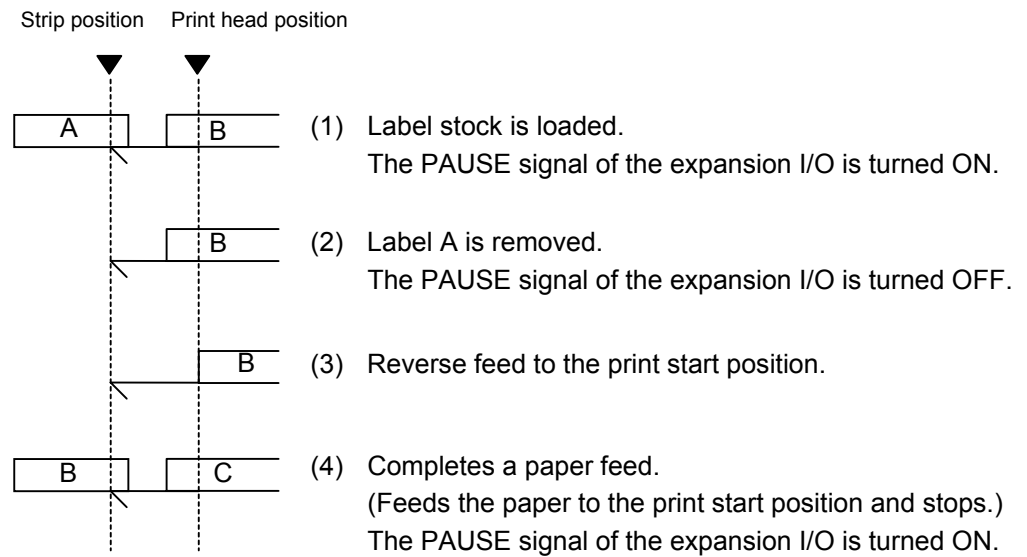 Strip position Print head position
A B (1) Label stock is loaded.
The PAUSE signal of the expansion I/O is turned ON.
B (2) Label A is removed.
The PAUSE signal of the expansion I/O is turned OFF.
B (3) Reverse feed to the print start position.
B C (4) Completes a paper feed.
(Feeds the paper to the print start position and stops.)
The PAUSE signal of the expansion I/O is turned ON.